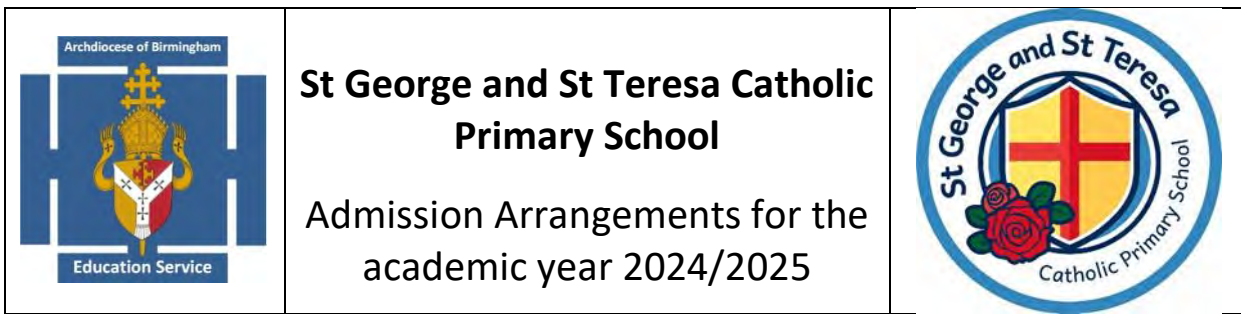 Archdiocese of Birmingham
Education Service
St George and St Teresa Catholic
Primary School
Admission Arrangements for the
academic year 2024/2025
St George and St Teresa
Catholic Primary School